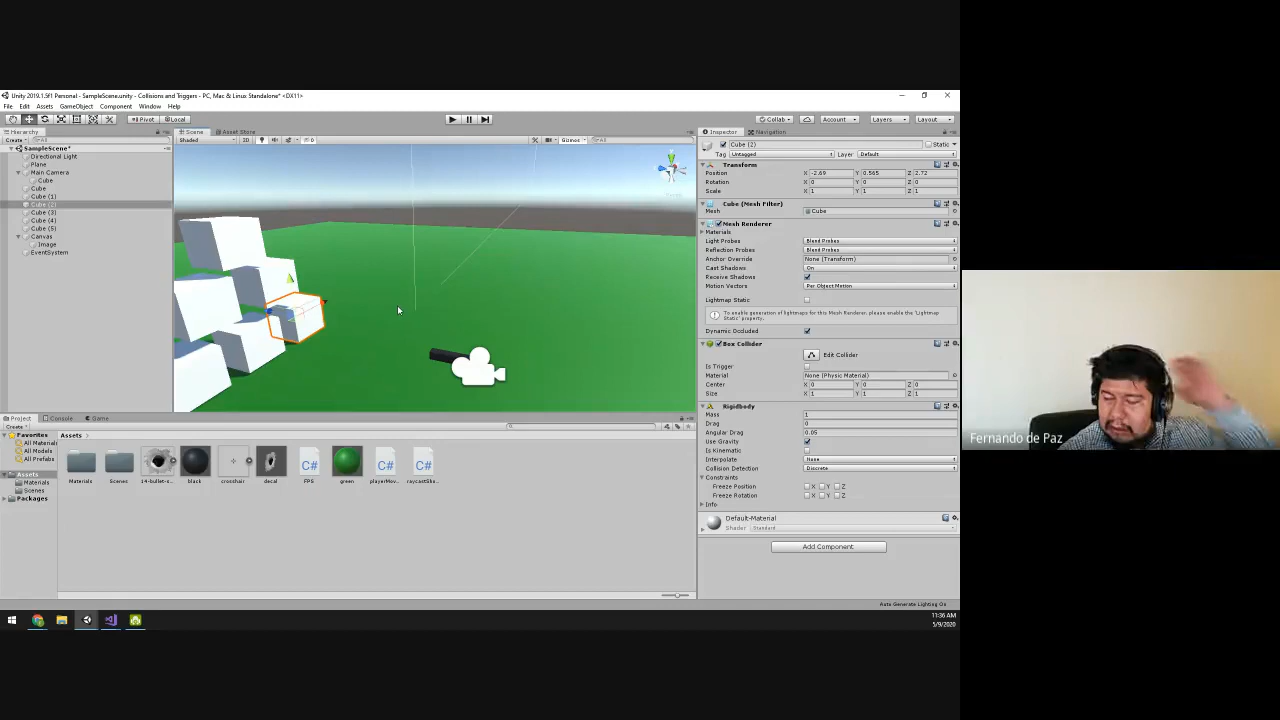 Unity 2019.1.5f1 Personal - SampleScene.unity - Collisions and Triggers - PC, Mac & Linux Standalone* <DX11>
File Edit Assets GameObject Component Window Help
Pivot Local Collab Account Layers Layout
Hierarchy
Create All
SampleScene*
Directional Light
Plane
Main Camera
Cube
Cube
Cube (1)
Cube (2)
Cube (3)
Cube (4)
Cube (5)
Canvas
Image
EventSystem
Scene Asset Store
Shaded 2D 0 Gizmos All
Inspector Navigation
Cube (2) Static
Tag Untagged Layer Default
Transform
Position X -2.69 Y 0.565 Z 2.72
Rotation X 0 Y 0 Z 0
Scale X 1 Y 1 Z 1
Cube (Mesh Filter)
Mesh Cube
Mesh Renderer
Materials
Light Probes Blend Probes
Reflection Probes Blend Probes
Anchor Override None (Transform)
Cast Shadows On
Receive Shadows
Motion Vectors Per Object Motion
Lightmap Static
To enable generation of lightmaps for this Mesh Renderer, please enable the 'Lightmap
Static' property.
Dynamic Occluded
Box Collider
Edit Collider
Is Trigger
Material None (Physic Material)
Center X 0 Y 0 Z 0
Size X 1 Y 1 Z 1
Rigidbody
Mass 1
Drag 0
Angular Drag 0.05
Use Gravity
Is Kinematic
Interpolate None
Collision Detection Discrete
Constraints
Freeze Position X Y Z
Freeze Rotation X Y Z
Info
Default-Material
Shader Standard
Add Component
Project Console Game
Create
Favorites
All Material
All Models
All Prefabs
Assets
Materials
Scenes
Packages
Assets
C# C# C#
Materials Scenes 14-bullet-s... black crosshair decal FPS green playerMov... raycastSho...
Auto Generate Lighting On
11:36 AM
5/9/2020
Fernando de Paz